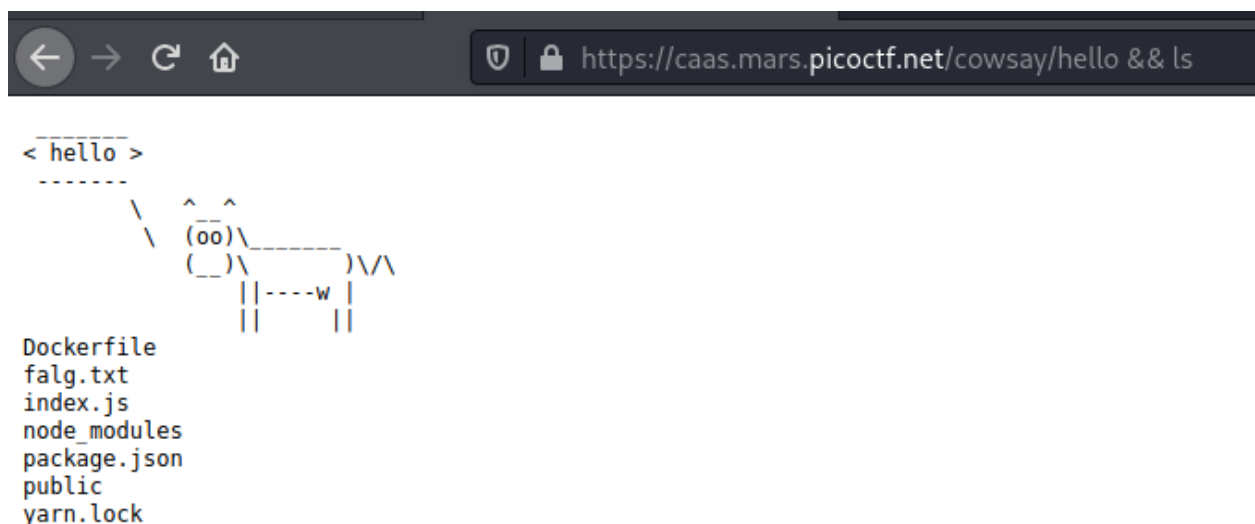 https://caas.mars.picoctf.net/cowsay/hello && ls
 _______
< hello >
 -------
        \   ^__^
         \  (oo)\_______
            (__)\       )\/\
                ||----w |
                ||     ||
Dockerfile
falg.txt
index.js
node_modules
package.json
public
yarn.lock